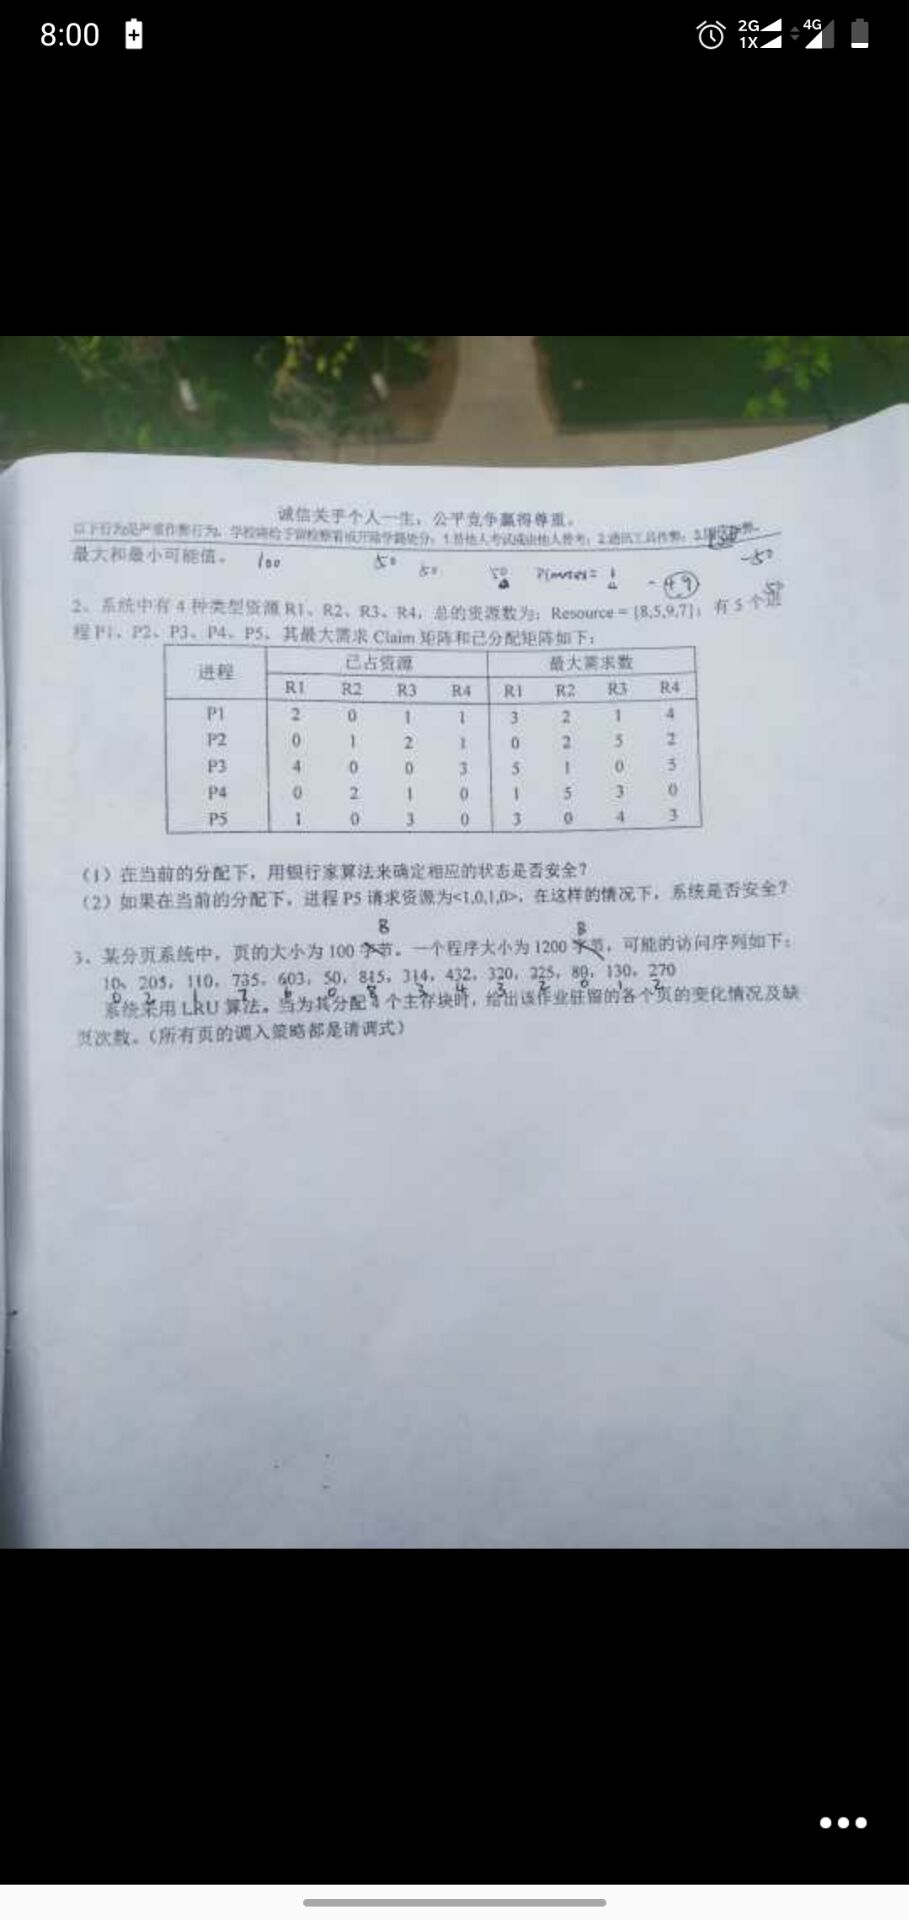 8:00
2G 4G
1X
诚信关乎个人一生，公平竞争赢得尊重。
以下行为是严重作弊行为，学校将给予留校察看或开除学籍处分：1.替他人考试或由他人替考；2.通讯工具作弊；3.
最大和最小可能值。 100 50 50 50 -49 -50
2、系统中有 4 种类型资源 R1、R2、R3、R4，总的资源数为：Resource = [8,5,9,7]；有 5 个进 50
程 P1、P2、P3、P4、P5，其最大需求 Claim 矩阵和已分配矩阵如下：
进程 已占资源 最大需求数
R1 R2 R3 R4 R1 R2 R3 R4
P1 2 0 1 1 3 2 1 4
P2 0 1 2 1 0 2 5 2
P3 4 0 0 3 5 1 0 5
P4 0 2 1 0 1 5 3 0
P5 1 0 3 0 3 0 4 3
（1）在当前的分配下，用银行家算法来确定相应的状态是否安全？
（2）如果在当前的分配下，进程 P5 请求资源为<1,0,1,0>，在这样的情况下，系统是否安全？
B B
3、某分页系统中，页的大小为 100 字节。一个程序大小为 1200 字节，可能的访问序列如下：
10，205，110，735，603，50，815，314，432，320，225，80，130，270
0 2 1 7 6 0 8 3 4 3 2 0 1 2
系统采用 LRU 算法。当为其分配 4 个主存块时，给出该作业驻留的各个页的变化情况及缺
页次数。（所有页的调入策略都是请调式）